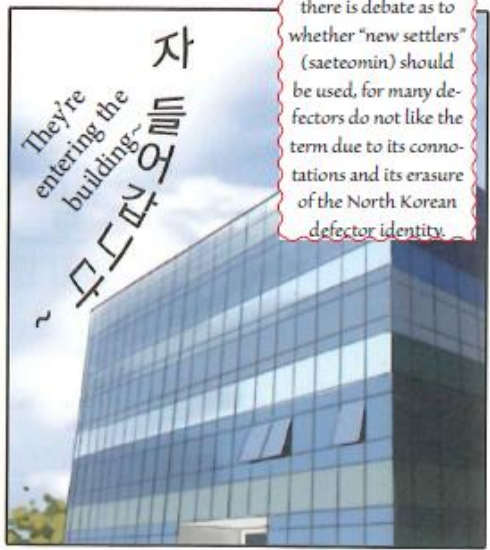 자
들어갑니다~
They're
entering the
building~
there is debate as to
whether “new settlers”
(saeteomin) should
be used, for many de-
fectors do not like the
term due to its conno-
tations and its erasure
of the North Korean
defector identity.